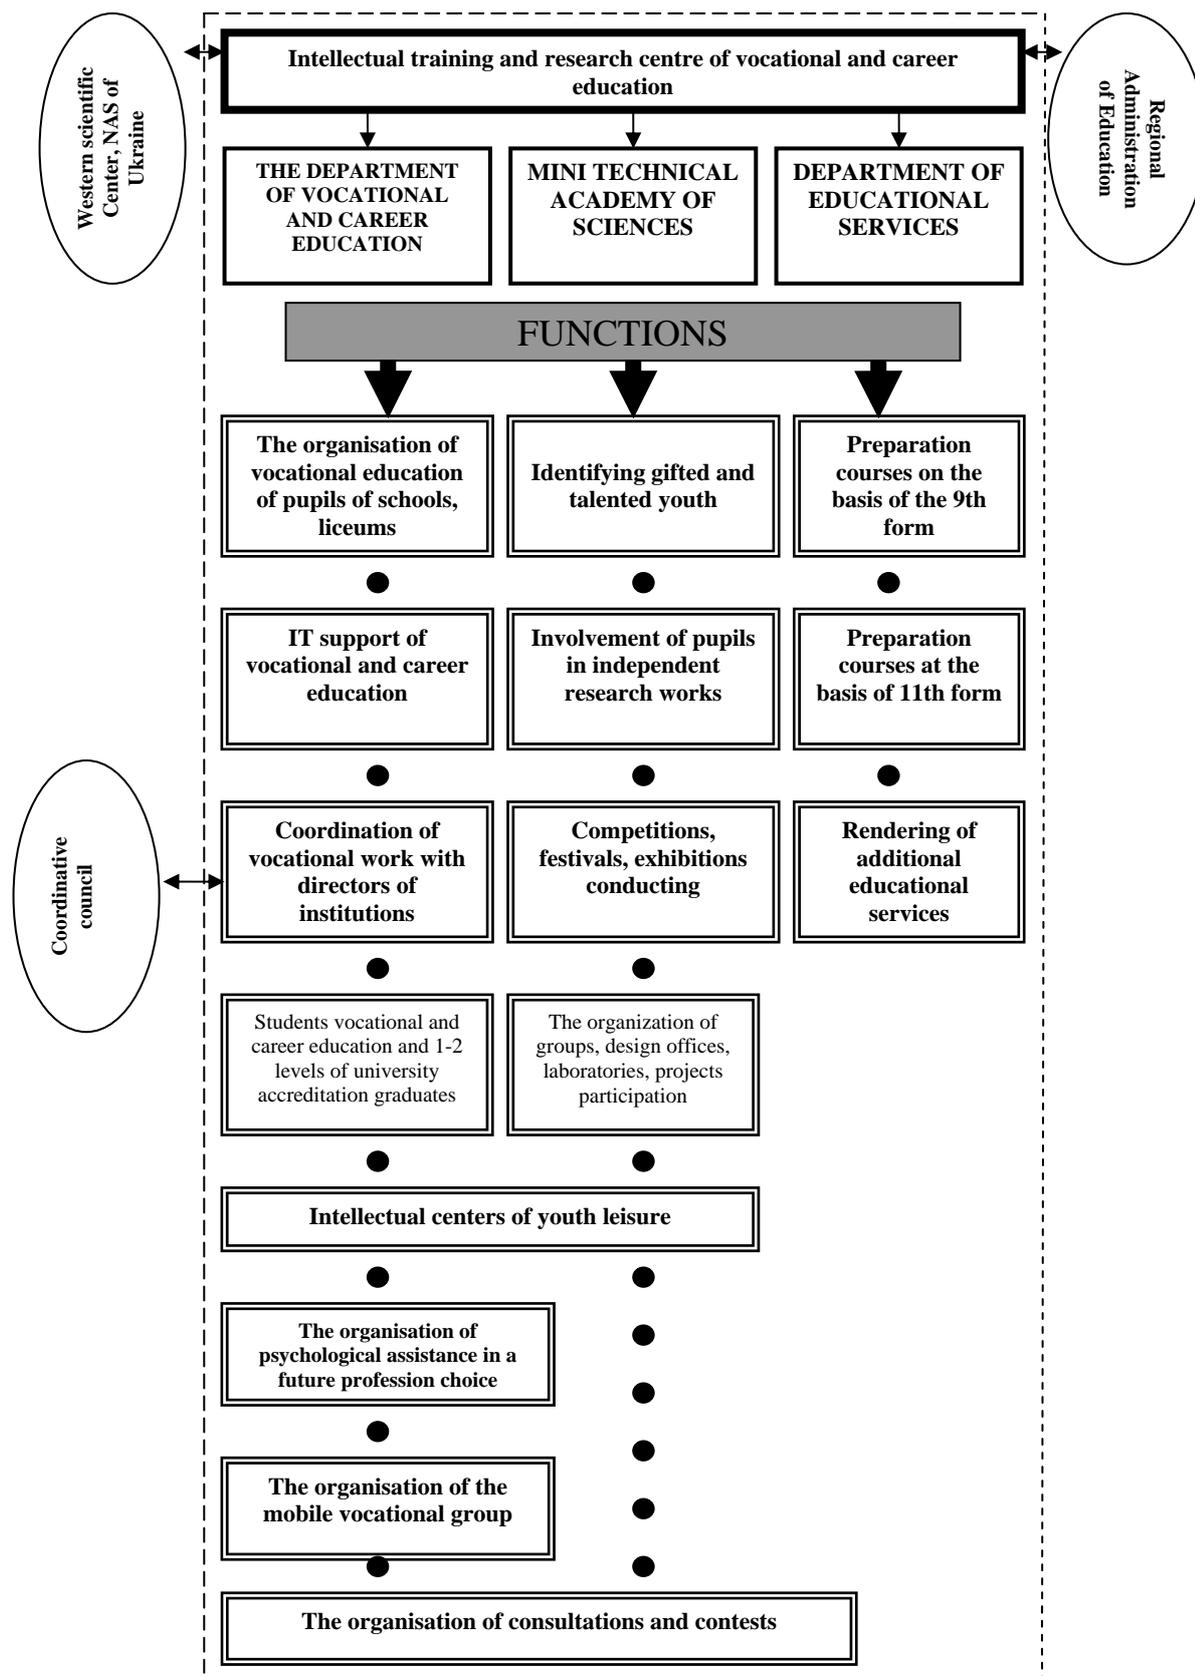 Western scientific
Center, NAS of
Ukraine
Intellectual training and research centre of vocational and career
education
Regional
Administration
of Education
THE DEPARTMENT
OF VOCATIONAL
AND CAREER
EDUCATION
MINI TECHNICAL
ACADEMY OF
SCIENCES
DEPARTMENT OF
EDUCATIONAL
SERVICES
FUNCTIONS
The organisation of
vocational education
of pupils of schools,
liceums
Identifying gifted and
talented youth
Preparation
courses on the
basis of the 9th
form
IT support of
vocational and career
education
Involvement of pupils
in independent
research works
Preparation
courses at the
basis of 11th form
Coordinative
council
Coordination of
vocational work with
directors of
institutions
Competitions,
festivals, exhibitions
conducting
Rendering of
additional
educational
services
Students vocational and
career education and 1-2
levels of university
accreditation graduates
The organization of
groups, design offices,
laboratories, projects
participation
Intellectual centers of youth leisure
The organisation of
psychological assistance in a
future profession choice
The organisation of the
mobile vocational group
The organisation of consultations and contests